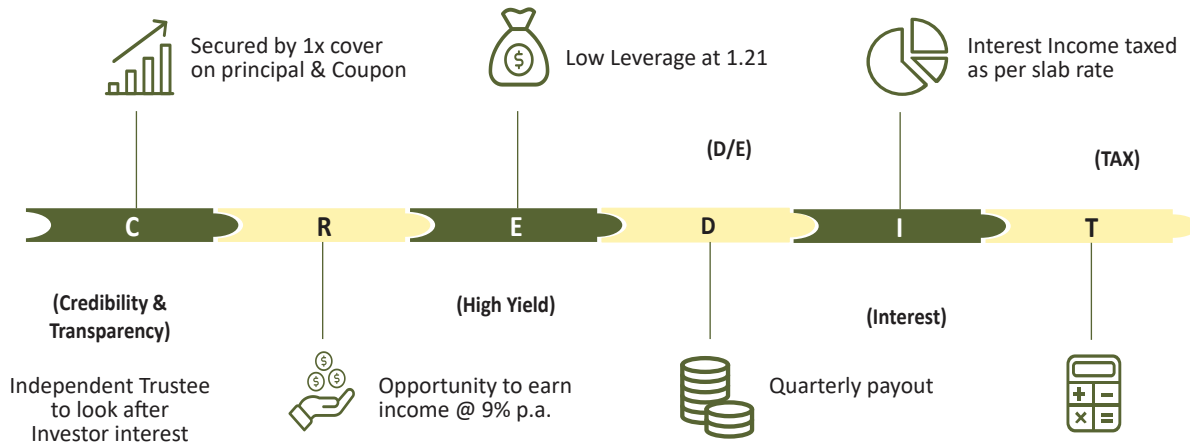 Secured by 1x cover
on principal & Coupon
Low Leverage at 1.21
Interest Income taxed
as per slab rate
(D/E)
(TAX)
C
R
E
D
I
T
(Credibility &
Transparency)
(High Yield)
(Interest)
Independent Trustee
to look after
Investor interest
Opportunity to earn
income @ 9% p.a.
Quarterly payout